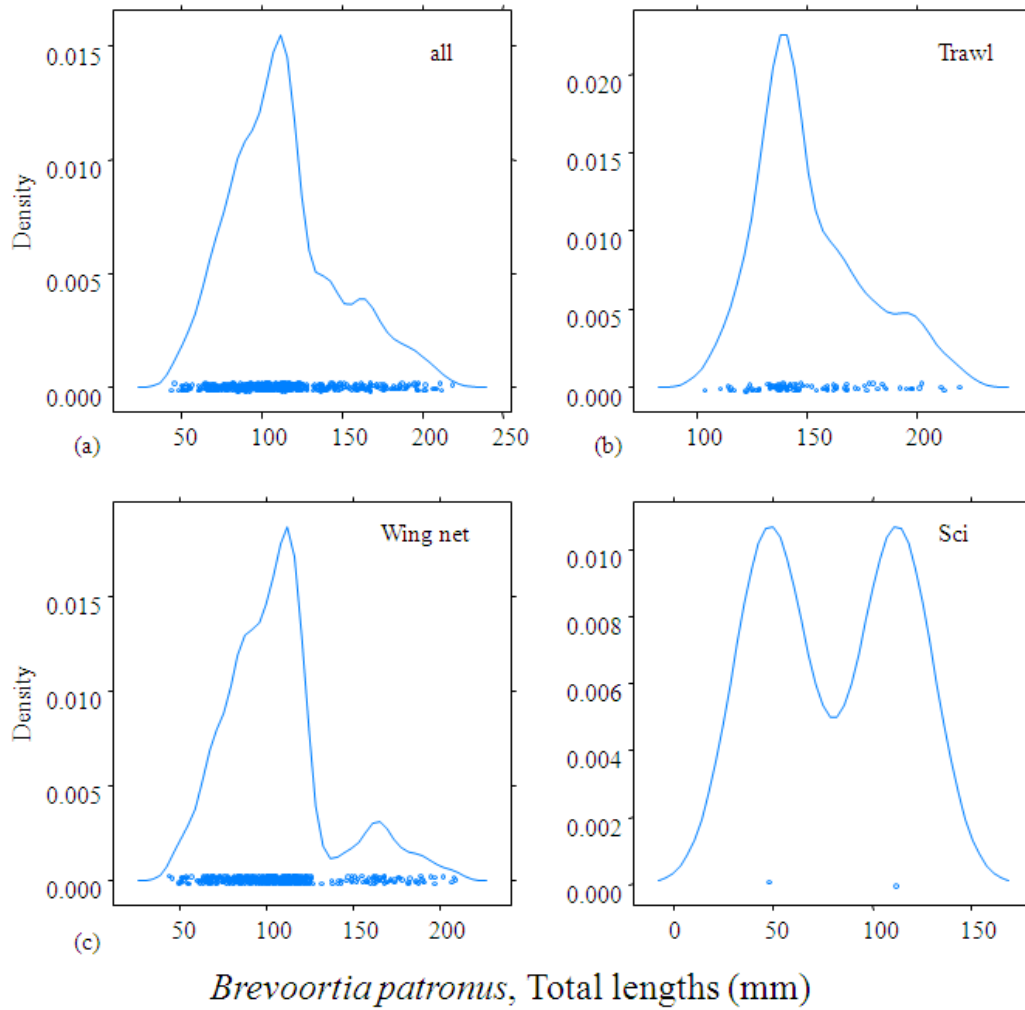 all
Trawl
Density
0.015
0.010
0.005
0.000
0.020
0.015
0.010
0.005
0.000
50 100 150 200 250
100 150 200
(a)
(b)
Wing net
Sci
Density
0.015
0.010
0.005
0.000
0.010
0.008
0.006
0.004
0.002
0.000
50 100 150 200
0 50 100 150
(c)
Brevoortia patronus, Total lengths (mm)